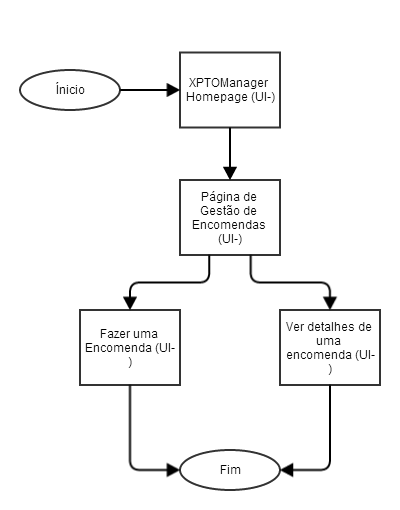 Ínicio
XPTOManager
Homepage (UI-)
Página de
Gestão de
Encomendas
(UI-)
Fazer uma
Encomenda (UI-
)
Ver detalhes de
uma
encomenda (UI-
)
Fim